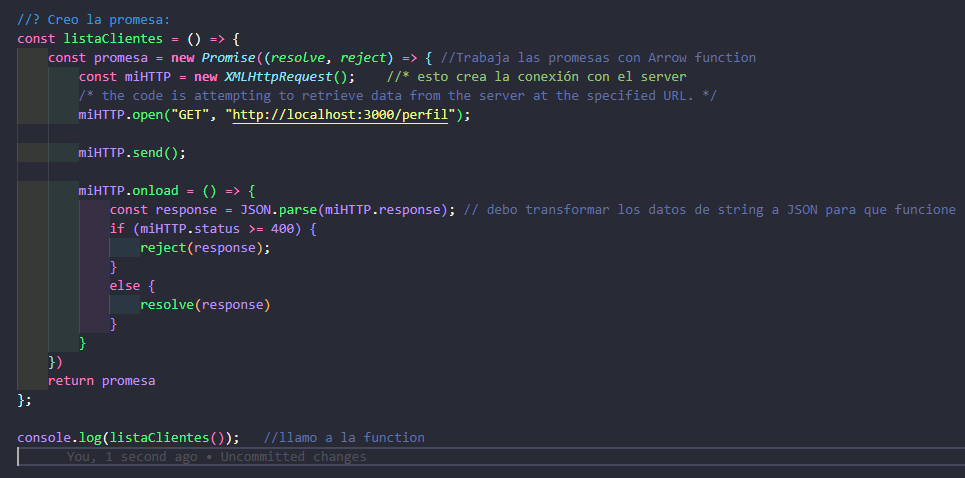 //? Creo la promesa:
const listaClientes = () => {
const promesa = new Promise((resolve, reject) => { //Trabaja las promesas con Arrow function
const miHTTP = new XMLHttpRequest(); //* esto crea la conexión con el server
/* the code is attempting to retrieve data from the server at the specified URL. */
miHTTP.open("GET", "http://localhost:3000/perfil");
miHTTP.send();
miHTTP.onload = () => {
const response = JSON.parse(miHTTP.response); // debo transformar los datos de string a JSON para que funcione
if (miHTTP.status >= 400) {
reject(response);
}
else {
resolve(response)
}
}
})
return promesa
};
console.log(listaClientes()); //llamo a la function
You, 1 second ago • Uncommitted changes